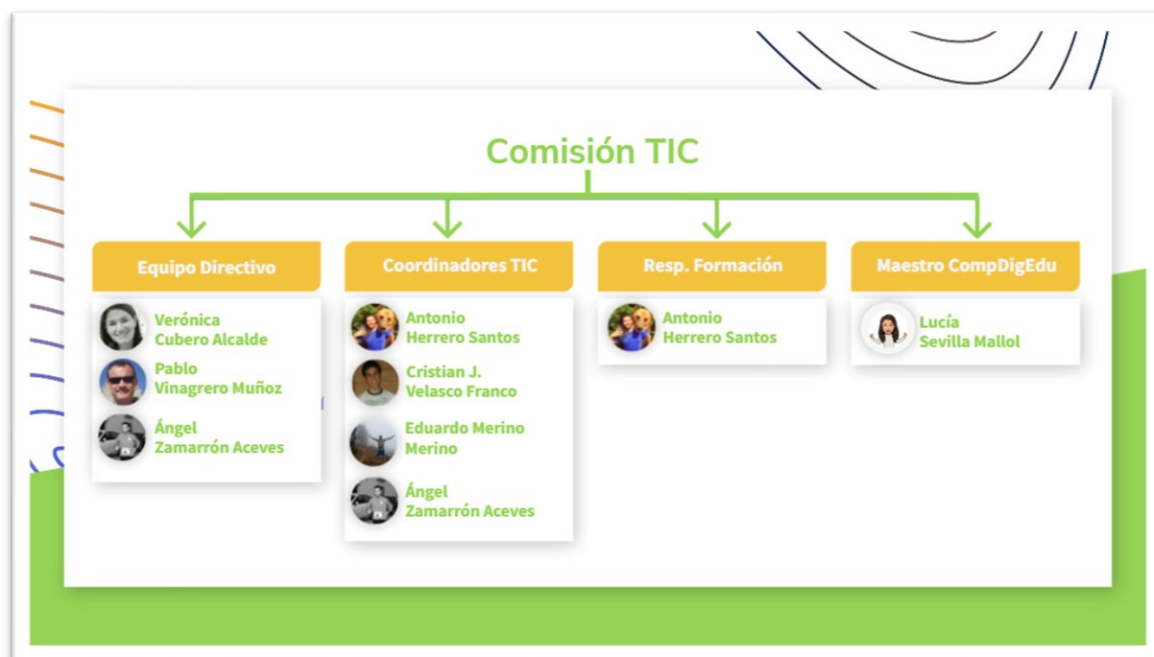 Comisión TIC
Equipo Directivo
Verónica
Cubero Alcalde
Pablo
Vinagrero Muñoz
Ángel
Zamarrón Aceves
Coordinadores TIC
Antonio
Herrero Santos
Cristian J.
Velasco Franco
Eduardo Merino
Merino
Ángel
Zamarrón Aceves
Resp. Formación
Antonio
Herrero Santos
Maestro CompDigEdu
Lucía
Sevilla Mallol